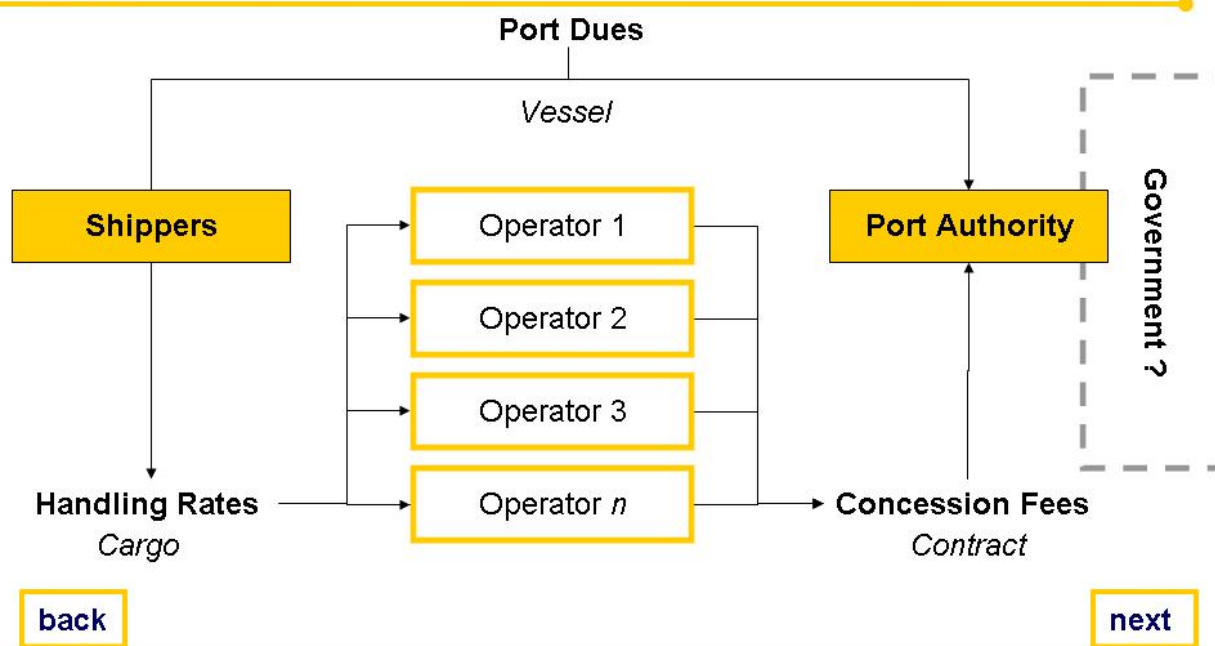 Port Dues
Vessel
Shippers
Operator 1
Port Authority
Government ?
Operator 2
Operator 3
Handling Rates
Cargo
Operator n
Concession Fees
Contract
back
next